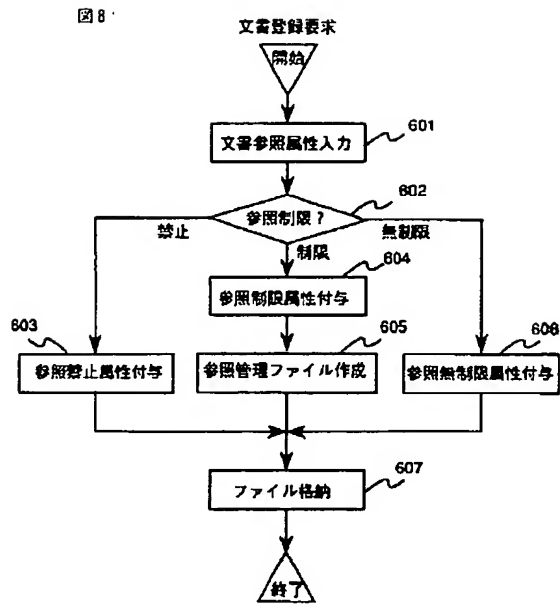 図8
文書登録要求
開始
文書参照属性入力
601
参照制限？
602
禁止
制限
無制限
604
参照制限属性付与
603
参照禁止属性付与
605
参照管理ファイル作成
606
参照無制限属性付与
ファイル格納
607
終了